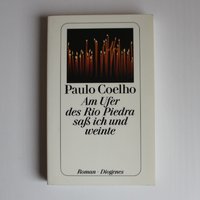 Paulo Coelho
Am Ufer
des Rio Piedra
saß ich und
weinte
Roman · Diogenes